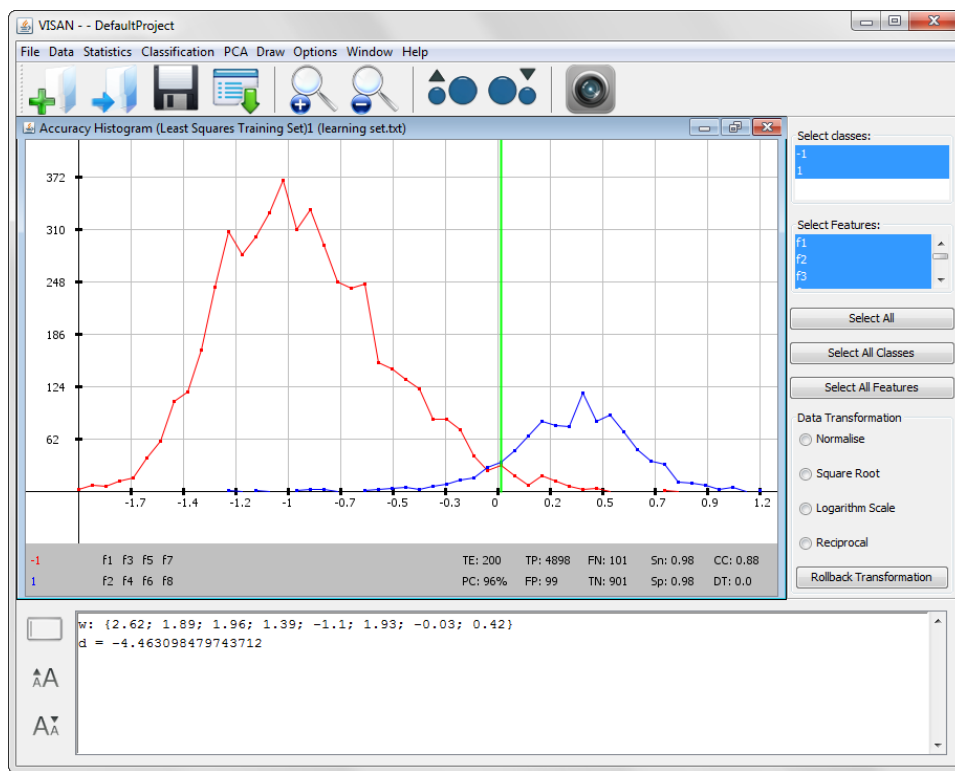 VISAN - - DefaultProject
File Data Statistics Classification PCA Draw Options Window Help
Accuracy Histogram (Least Squares Training Set)1 (learning set.txt)
372
310
248
186
124
62
-1.7 -1.4 -1.2 -1 -0.7 -0.5 -0.3 0 0.2 0.5 0.7 0.9 1.2
-1 f1 f3 f5 f7 TE: 200 TP: 4898 FN: 101 Sn: 0.98 CC: 0.88
1 f2 f4 f6 f8 PC: 96% FP: 99 TN: 901 Sp: 0.98 DT: 0.0
Select classes:
-1
1
Select Features:
f1
f2
f3
Select All
Select All Classes
Select All Features
Data Transformation
Normalise
Square Root
Logarithm Scale
Reciprocal
Rollback Transformation
w: {2.62; 1.89; 1.96; 1.39; -1.1; 1.93; -0.03; 0.42}
d = -4.463098479743712
AA
AA